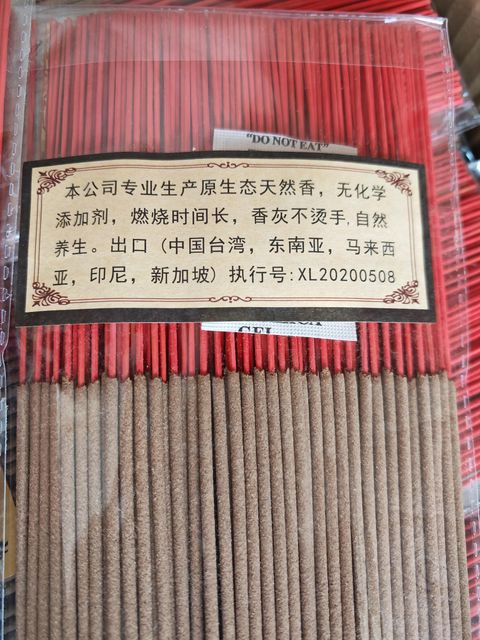 "DO NOT EAT"
本公司专业生产原生态天然香，无化学
添加剂，燃烧时间长，香灰不烫手,自然
养生。出口（中国台湾，东南亚，马来西
亚，印尼，新加坡）执行号:XL20200508
GEL